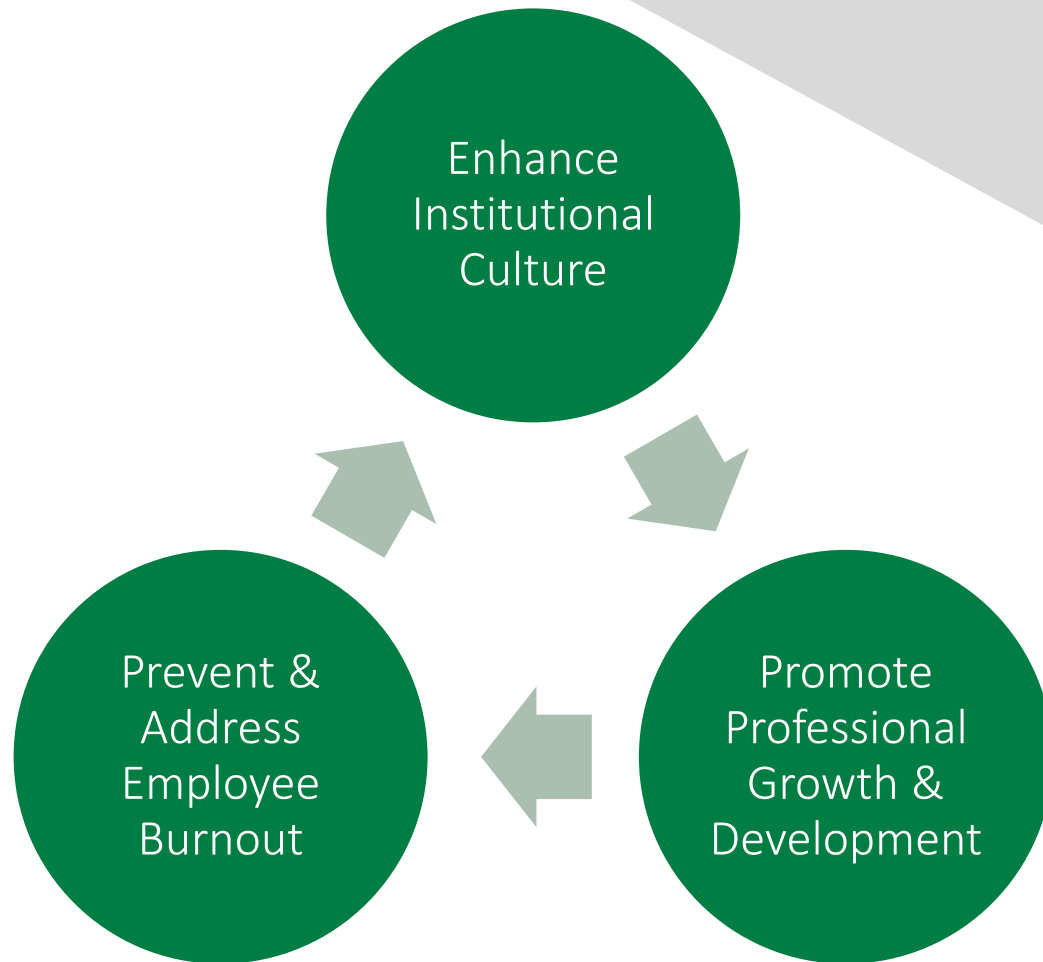 Enhance
Institutional
Culture
Promote
Professional
Growth &
Development
Prevent &
Address
Employee
Burnout